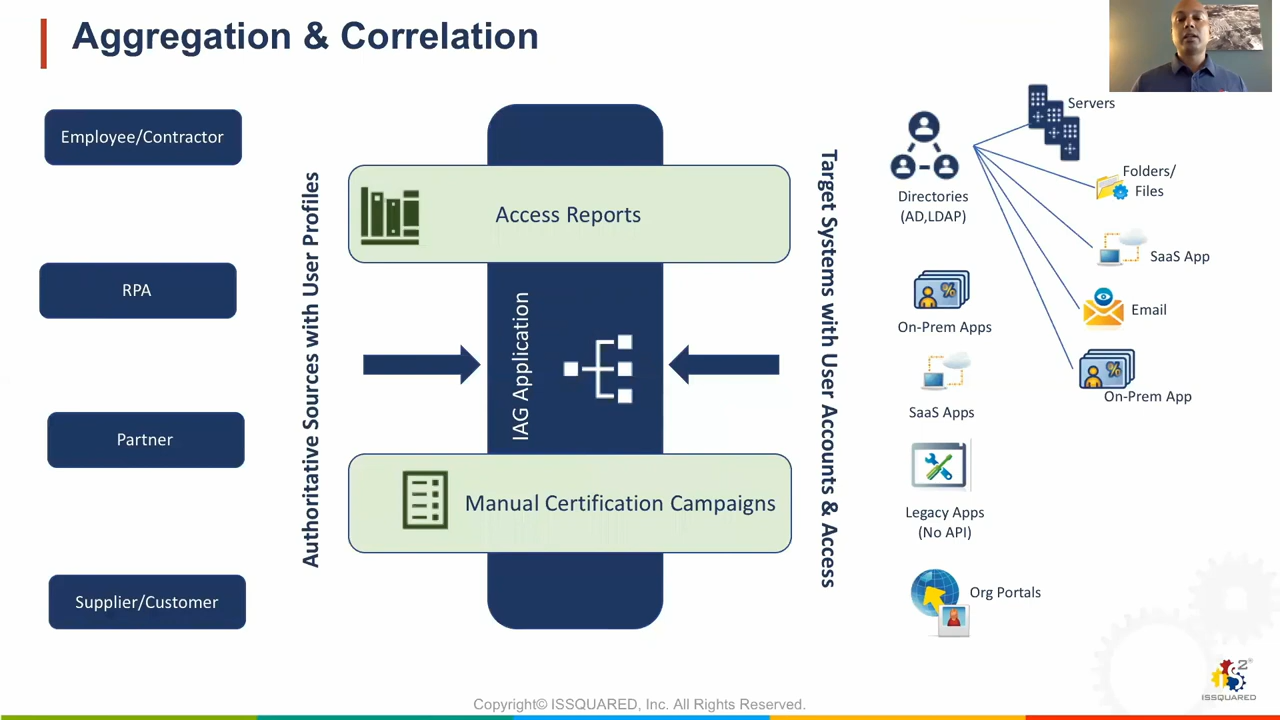 Aggregation & Correlation
Employee/Contractor
RPA
Partner
Supplier/Customer
Authoritative Sources with User Profiles
Access Reports
IAG Application
Manual Certification Campaigns
Target Systems with User Accounts & Access
Directories
(AD,LDAP)
On-Prem Apps
SaaS Apps
Legacy Apps
(No API)
Org Portals
Servers
Folders/
Files
SaaS App
Email
On-Prem App
Copyright© ISSQUARED, Inc. All Rights Reserved.
2®
ISSQUARED